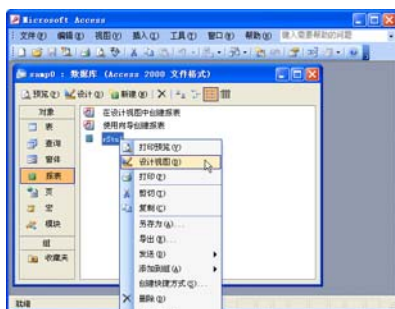 Microsoft Access
文件(F) 编辑(E) 视图(V) 插入(I) 工具(T) 窗口(W) 帮助(H) 键入需要帮助的问题
samp0 : 数据库 (Access 2000 文件格式)
预览(P) 设计(D) 新建(N)
对象
表
查询
窗体
报表
页
宏
模块
组
收藏夹
在设计视图中创建报表
使用向导创建报表
rStud
打印预览(V)
设计视图(D)
打印(P)
剪切(T)
复制(C)
另存为(A)...
导出(E)...
发送(D)
添加到组(A)
创建快捷方式(S)...
删除(D)
就绪